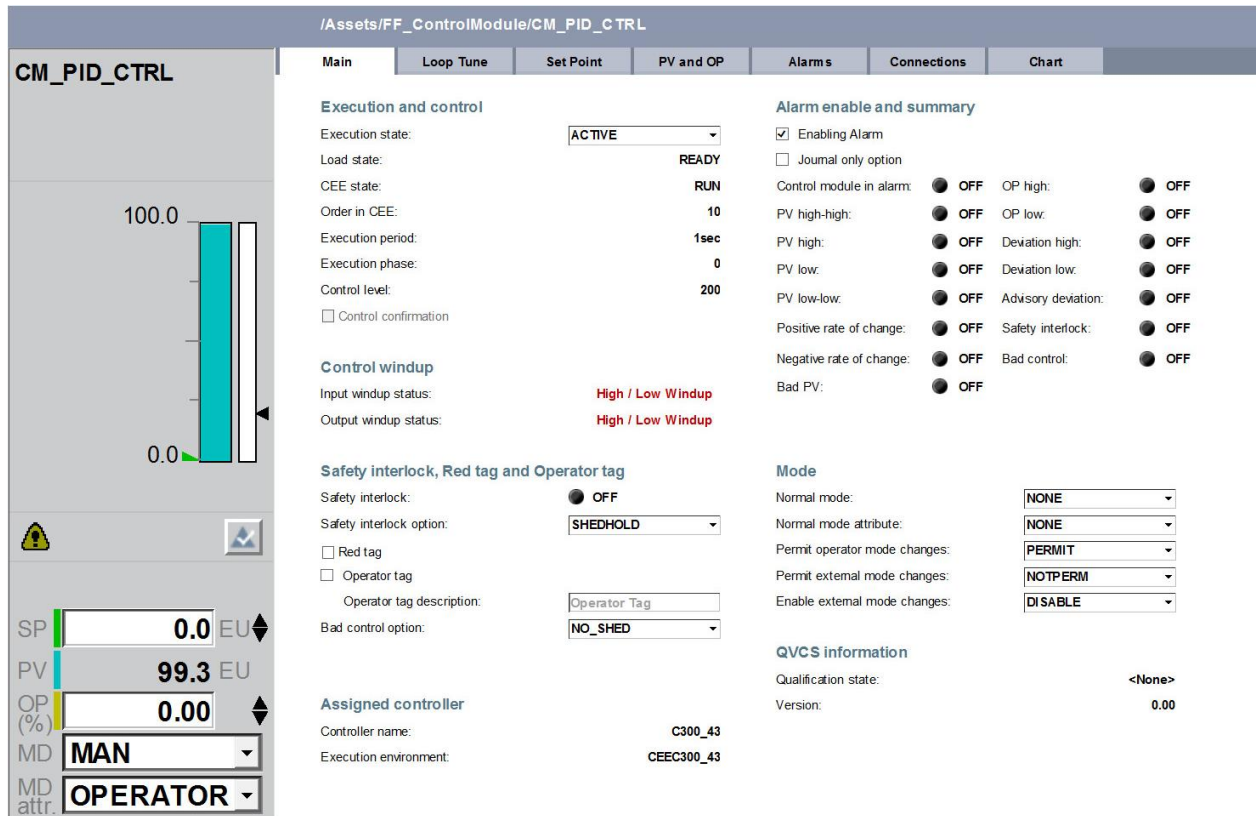 /Assets/FF_ControlModule/CM_PID_CTRL
CM_PID_CTRL
100.0
0.0
SP 0.0 EU
PV 99.3 EU
OP (%) 0.00
MD MAN
MD attr. OPERATOR
Main Loop Tune Set Point PV and OP Alarms Connections Chart
Execution and control
Execution state: ACTIVE
Load state: READY
CEE state: RUN
Order in CEE: 10
Execution period: 1sec
Execution phase: 0
Control level: 200
Control confirmation
Control windup
Input windup status: High / Low Windup
Output windup status: High / Low Windup
Safety interlock, Red tag and Operator tag
Safety interlock: OFF
Safety interlock option: SHEDHOLD
Red tag
Operator tag
Operator tag description: Operator Tag
Bad control option: NO_SHED
Assigned controller
Controller name: C300_43
Execution environment: CEEC300_43
Alarm enable and summary
Enabling Alarm
Journal only option
Control module in alarm: OFF OP high: OFF
PV high-high: OFF OP low: OFF
PV high: OFF Deviation high: OFF
PV low: OFF Deviation low: OFF
PV low-low: OFF Advisory deviation: OFF
Positive rate of change: OFF Safety interlock: OFF
Negative rate of change: OFF Bad control: OFF
Bad PV: OFF
Mode
Normal mode: NONE
Normal mode attribute: NONE
Permit operator mode changes: PERMIT
Permit external mode changes: NOTPERM
Enable external mode changes: DISABLE
QVCS information
Qualification state: <None>
Version: 0.00